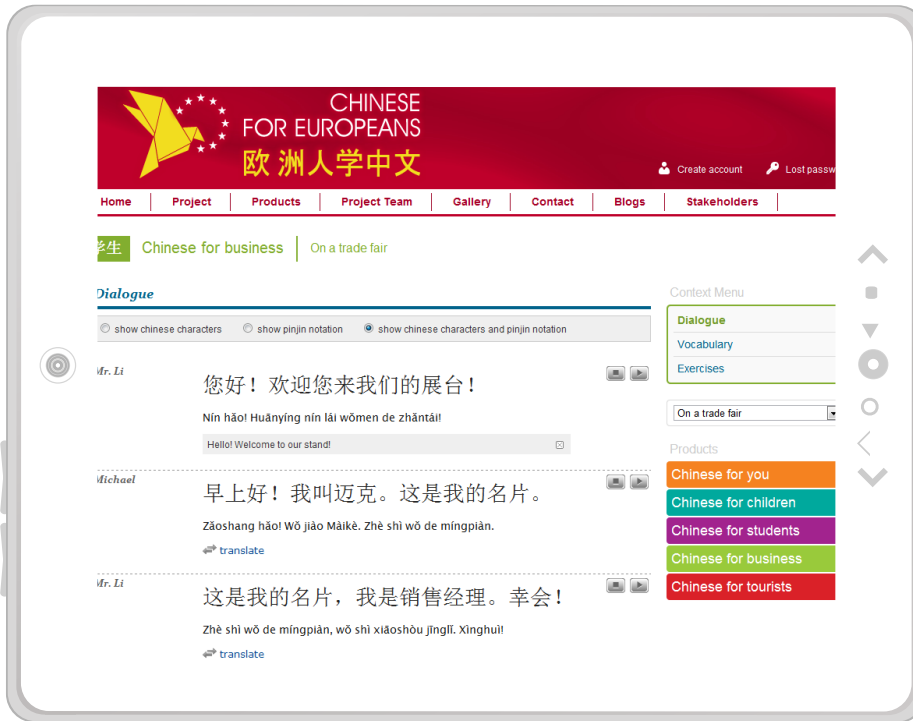 CHINESE
FOR EUROPEANS
欧洲人学中文
Create account
Lost passw
Home Project Products Project Team Gallery Contact Blogs Stakeholders
学生 Chinese for business On a trade fair
Dialogue
show chinese characters show pinjin notation show chinese characters and pinjin notation
Mr. Li
您好！欢迎您来我们的展台！
Nín hǎo! Huānyíng nín lái wǒmen de zhǎntái!
Hello! Welcome to our stand!
Michael
早上好！我叫迈克。这是我的名片。
Zǎoshang hǎo! Wǒ jiào Màikè. Zhè shì wǒ de míngpiàn.
translate
Mr. Li
这是我的名片，我是销售经理。幸会！
Zhè shì wǒ de míngpiàn, wǒ shì xiāoshòu jīnglǐ. Xìnghuì!
translate
Context Menu
Dialogue
Vocabulary
Exercises
On a trade fair
Products
Chinese for you
Chinese for children
Chinese for students
Chinese for business
Chinese for tourists